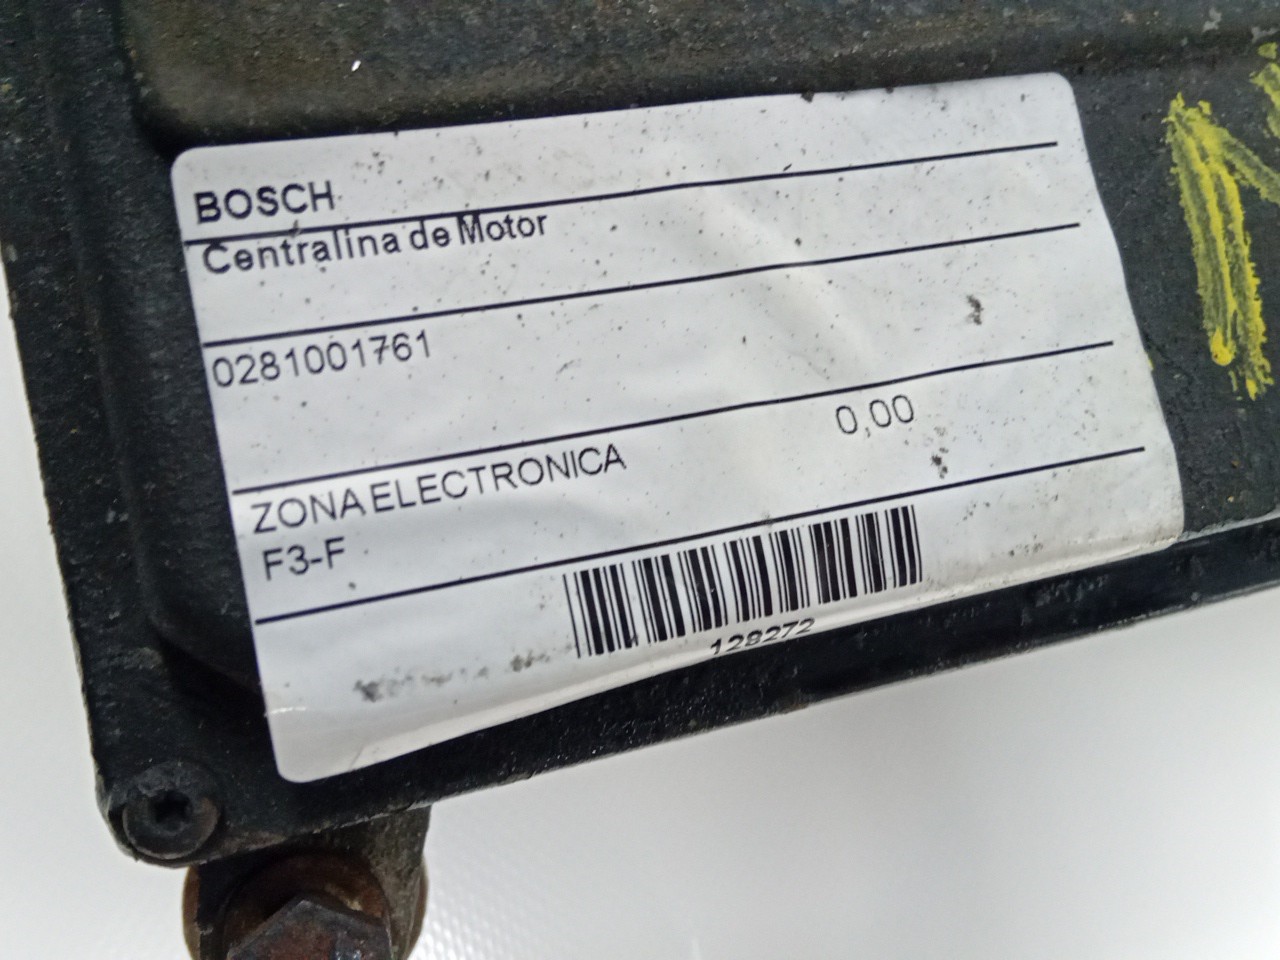 BOSCH
Centralina de Motor
0281001761
0,00
ZONA ELECTRONICA
F3-F
128272